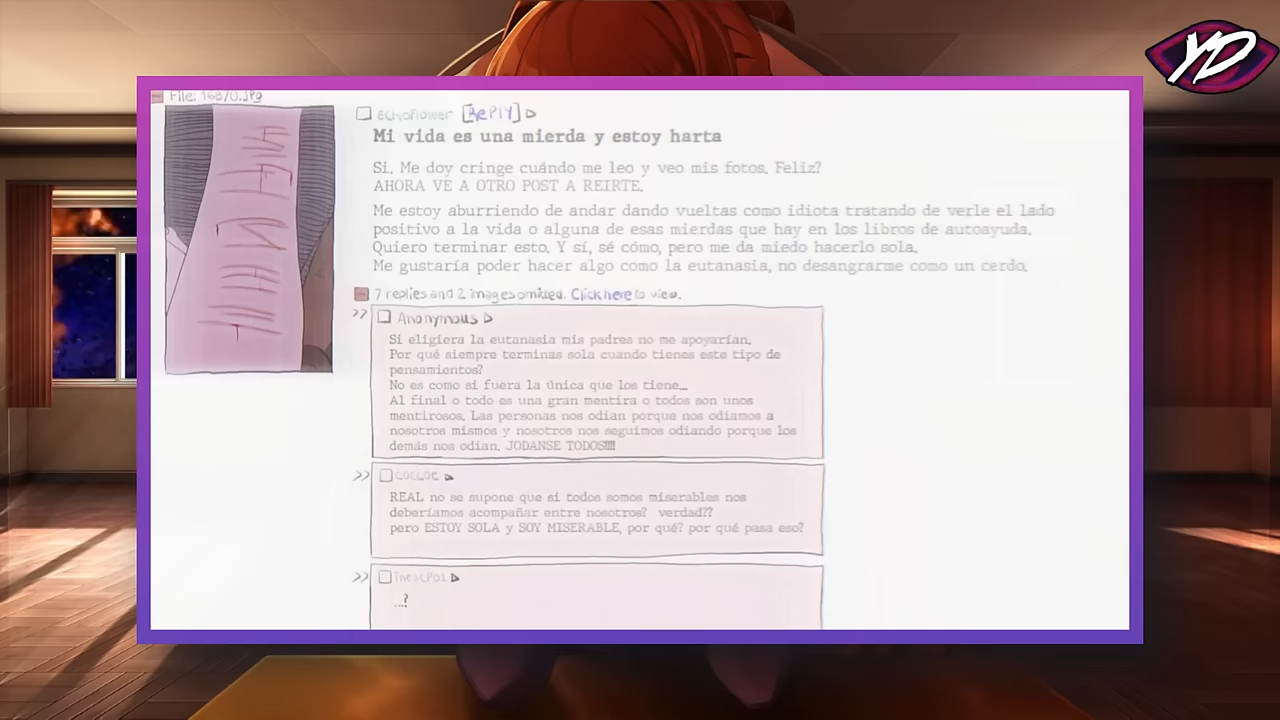 YD
File: 16870.jpg
Echoflower [RePlY]
Mi vida es una mierda y estoy harta
Si. Me doy cringe cuándo me leo y veo mis fotos. Feliz?
AHORA VE A OTRO POST A REIRTE.
Me estoy aburriendo de andar dando vueltas como idiota tratando de verle el lado
positivo a la vida o alguna de esas mierdas que hay en los libros de autoayuda.
Quiero terminar esto. Y sí, sé cómo, pero me da miedo hacerlo sola.
Me gustaría poder hacer algo como la eutanasia, no desangrarme como un cerdo.
7 replies and 2 images omitted. Click here to view.
>> Anonymous
Si eligiera la eutanasia mis padres no me apoyarían.
Por qué siempre terminas sola cuando tienes este tipo de
pensamientos?
No es como si fuera la única que los tiene...
Al final o todo es una gran mentira o todos son unos
mentirosos. Las personas nos odian porque nos odiamos a
nosotros mismos y nosotros nos seguimos odiando porque los
demás nos odian. JODANSE TODOS!!!!!
>>
REAL no se supone que si todos somos miserables nos
deberíamos acompañar entre nosotros? verdad??
pero ESTOY SOLA y SOY MISERABLE, por qué? por qué pasa eso?
>>
...?